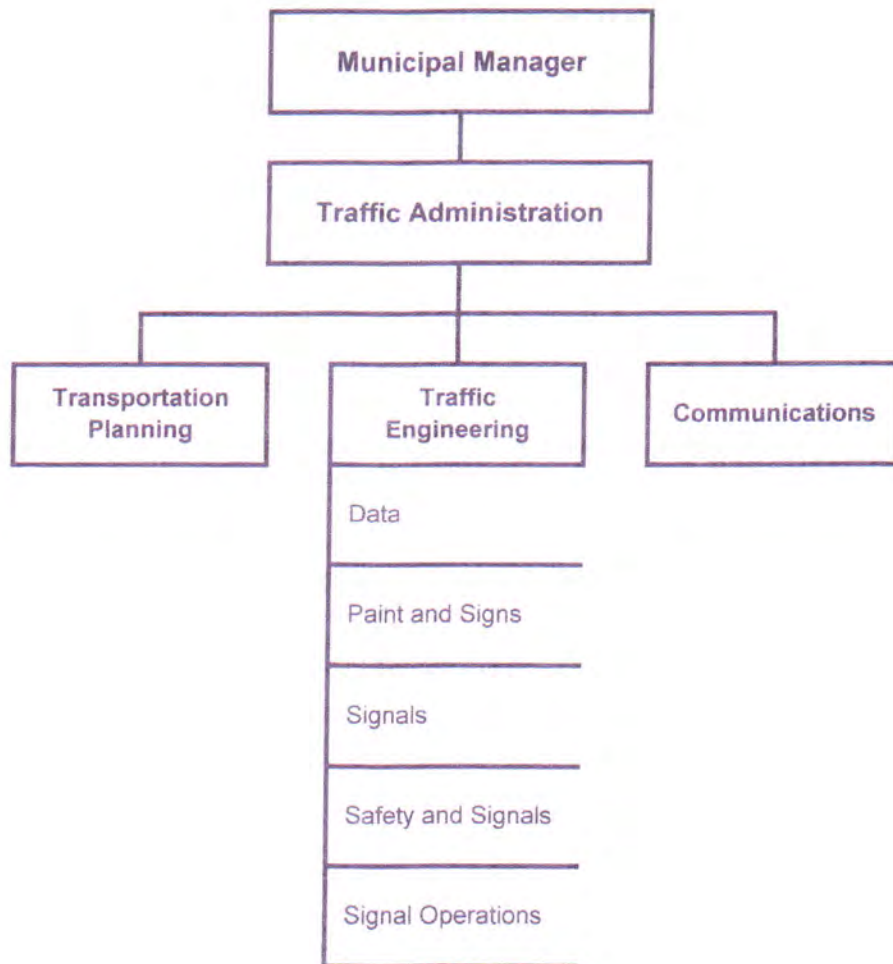 Municipal Manager
Traffic Administration
Transportation
Planning
Traffic
Engineering
Communications
Data
Paint and Signs
Signals
Safety and Signals
Signal Operations